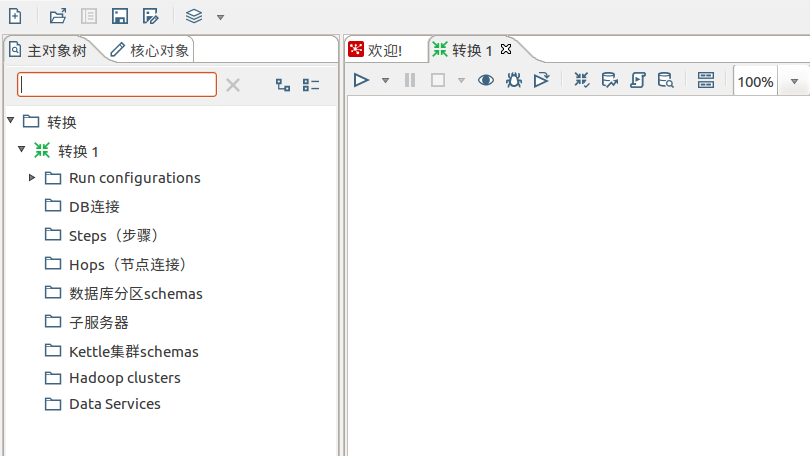 主对象树 核心对象 欢迎! 转换 1
100%
转换
转换 1
Run configurations
DB连接
Steps（步骤）
Hops（节点连接）
数据库分区schemas
子服务器
Kettle集群schemas
Hadoop clusters
Data Services